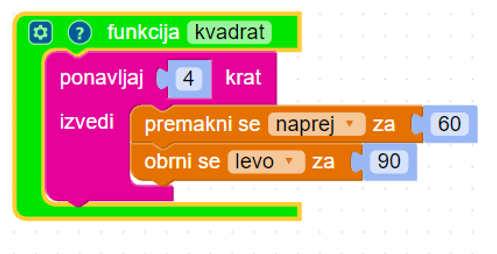 ? funkcija kvadrat
ponavljaj 4 krat
izvedi premakni se naprej za 60
obrni se levo za 90